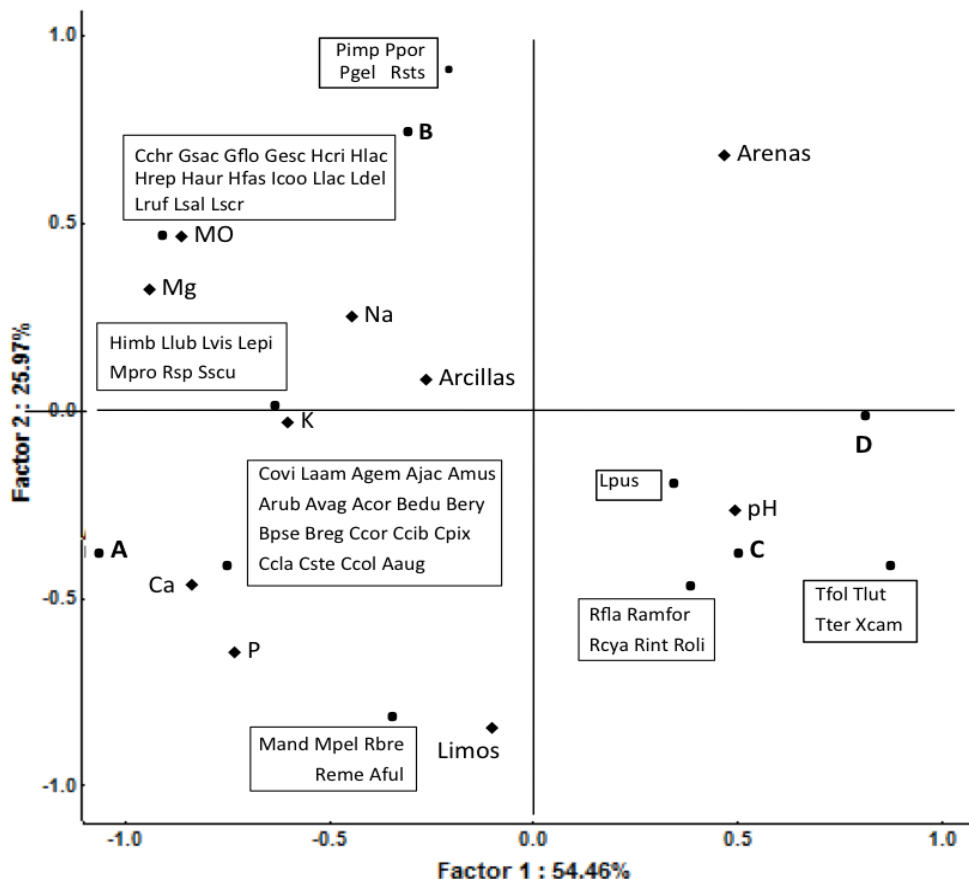 1.0
Pimp Ppor
Pgel Rsts
B
Arenas
Cchr Gsac Gflo Gesc Hcri Hlac
Hrep Haur Hfas Icoo Llac Ldel
Lruf Lsal Lscr
0.5
MO
Mg
Na
Himb Llub Lvis Lepi
Mpro Rsp Sscu
Arcillas
0.0
K
D
Covi Laam Agem Ajac Amus
Arub Avag Acor Bedu Bery
Bpse Breg Ccor Ccib Cpix
Ccla Cste Ccol Aaug
Lpus
pH
A
C
Ca
-0.5
Rfla Ramfor
Rcya Rint Roli
Tfol Tlut
Tter Xcam
P
Mand Mpel Rbre
Reme Aful
Limos
-1.0
Factor 2 : 25.97%
-1.0 -0.5 0.0 0.5 1.0
Factor 1 : 54.46%